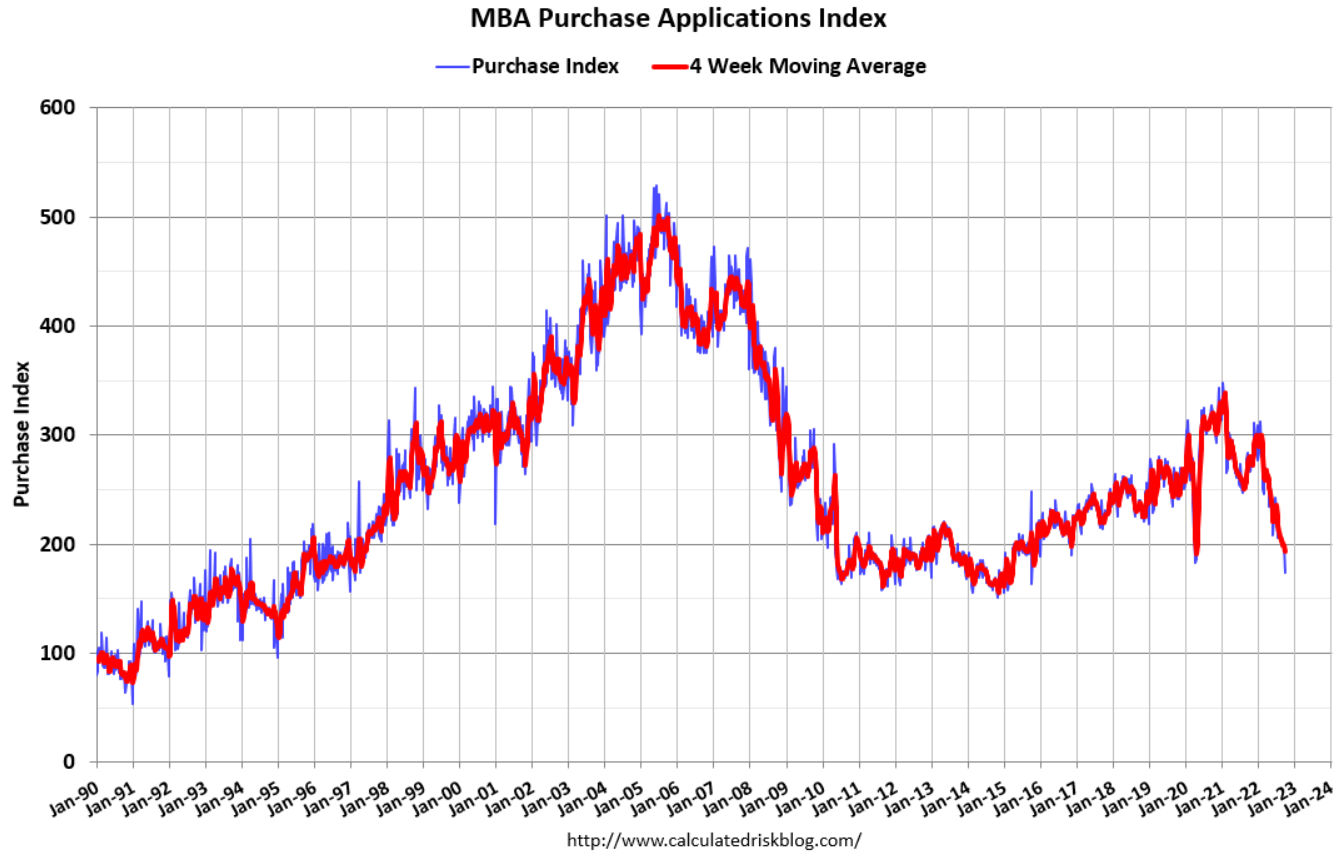 MBA Purchase Applications Index
Purchase Index 4 Week Moving Average
600
500
400
300
200
100
0
Purchase Index
Jan-90 Jan-91 Jan-92 Jan-93 Jan-94 Jan-95 Jan-96 Jan-97 Jan-98 Jan-99 Jan-00 Jan-01 Jan-02 Jan-03 Jan-04 Jan-05 Jan-06 Jan-07 Jan-08 Jan-09 Jan-10 Jan-11 Jan-12 Jan-13 Jan-14 Jan-15 Jan-16 Jan-17 Jan-18 Jan-19 Jan-20 Jan-21 Jan-22 Jan-23 Jan-24
http://www.calculatedriskblog.com/